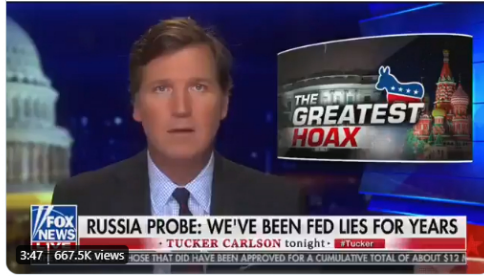 THE
GREATEST
HOAX
FOX
NEWS
RUSSIA PROBE: WE'VE BEEN FED LIES FOR YEARS
TUCKER CARLSON tonight · #Tucker
3:47 667.5K views
HOSE THAT DID HAVE BEEN APPROVED FOR A CUMULATIVE TOTAL OF ABOUT $12